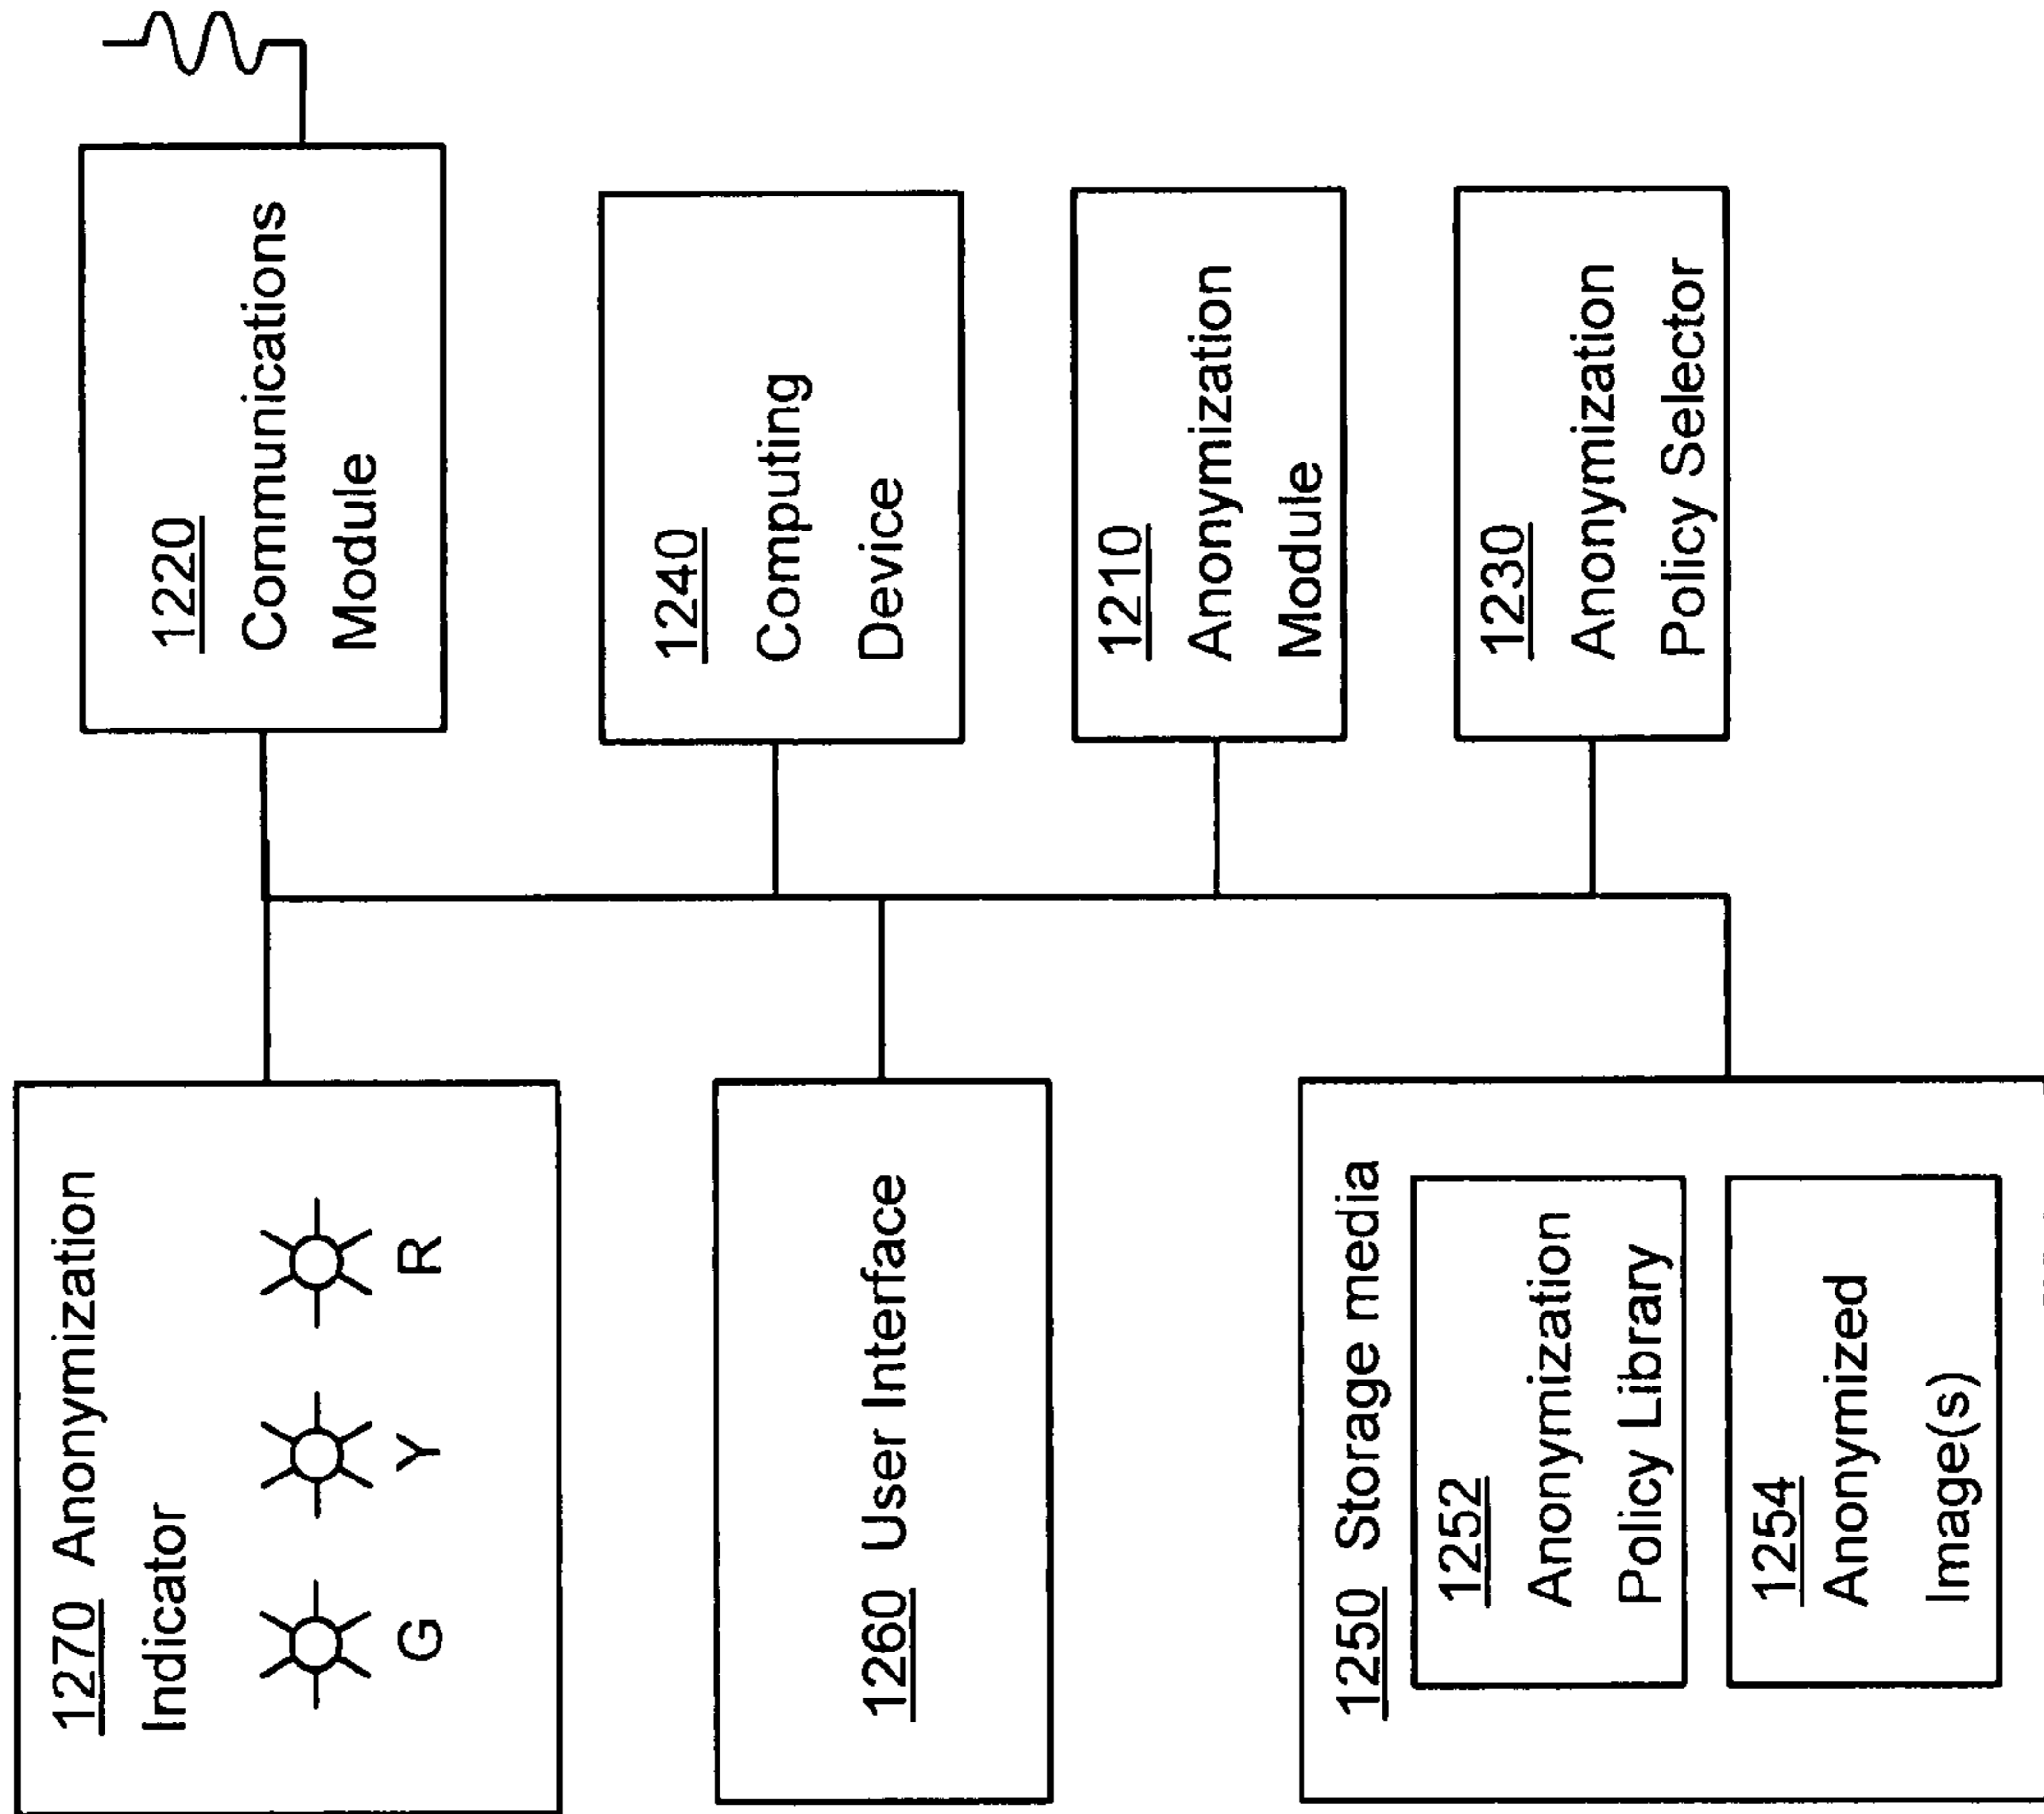 1270 Anonymization
Indicator
G Y R
1260 User Interface
1250 Storage media
1252
Anonymization
Policy Library
1254
Anonymized
Image(s)
1220
Communications
Module
1240
Computing
Device
1210
Anonymization
Module
1230
Anonymization
Policy Selector